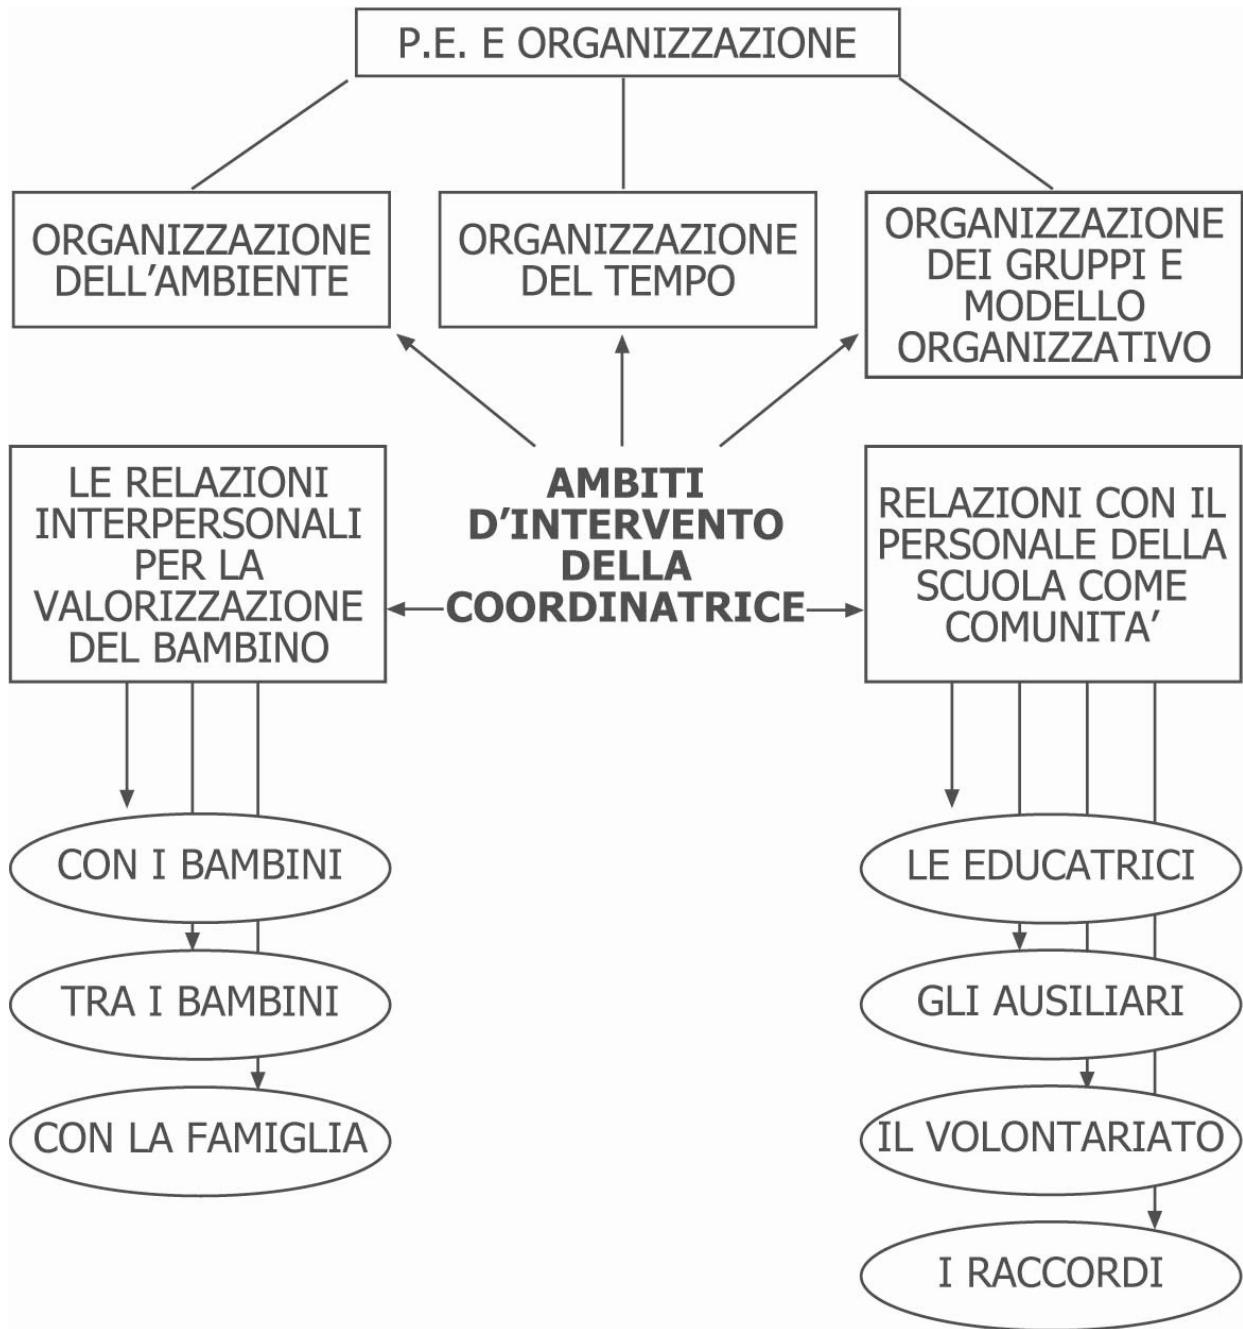 P.E. E ORGANIZZAZIONE
ORGANIZZAZIONE
DELL’AMBIENTE
ORGANIZZAZIONE
DEL TEMPO
ORGANIZZAZIONE
DEI GRUPPI E
MODELLO
ORGANIZZATIVO
LE RELAZIONI
INTERPERSONALI
PER LA
VALORIZZAZIONE
DEL BAMBINO
AMBITI
D’INTERVENTO
DELLA
COORDINATRICE
RELAZIONI CON IL
PERSONALE DELLA
SCUOLA COME
COMUNITA’
CON I BAMBINI
TRA I BAMBINI
CON LA FAMIGLIA
LE EDUCATRICI
GLI AUSILIARI
IL VOLONTARIATO
I RACCORDI